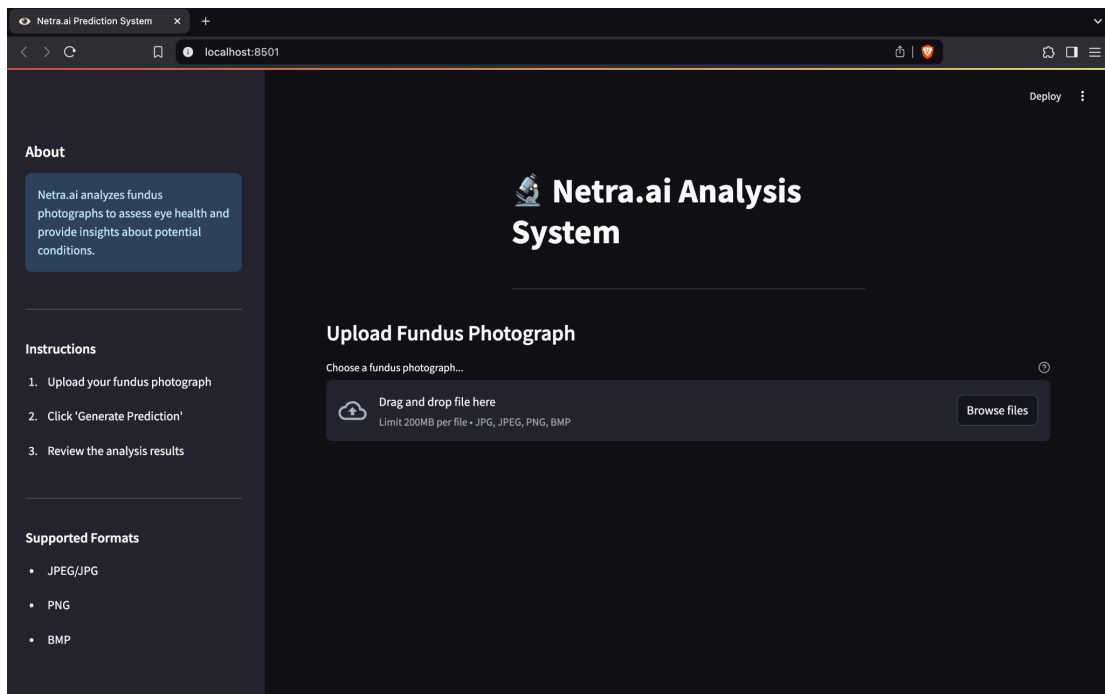 Netra.ai Prediction System
localhost:8501
Deploy
About
Netra.ai analyzes fundus
photographs to assess eye health and
provide insights about potential
conditions.
Instructions
1. Upload your fundus photograph
2. Click 'Generate Prediction'
3. Review the analysis results
Supported Formats
• JPEG/JPG
• PNG
• BMP
Netra.ai Analysis
System
Upload Fundus Photograph
Choose a fundus photograph...
Drag and drop file here
Limit 200MB per file • JPG, JPEG, PNG, BMP
Browse files